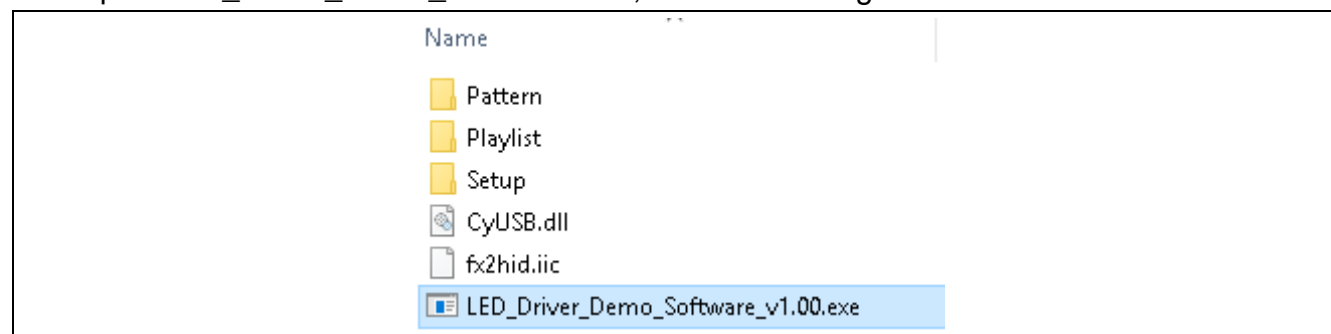 Name
Pattern
Playlist
Setup
CyUSB.dll
fx2hid.iic
LED_Driver_Demo_Software_v1.00.exe